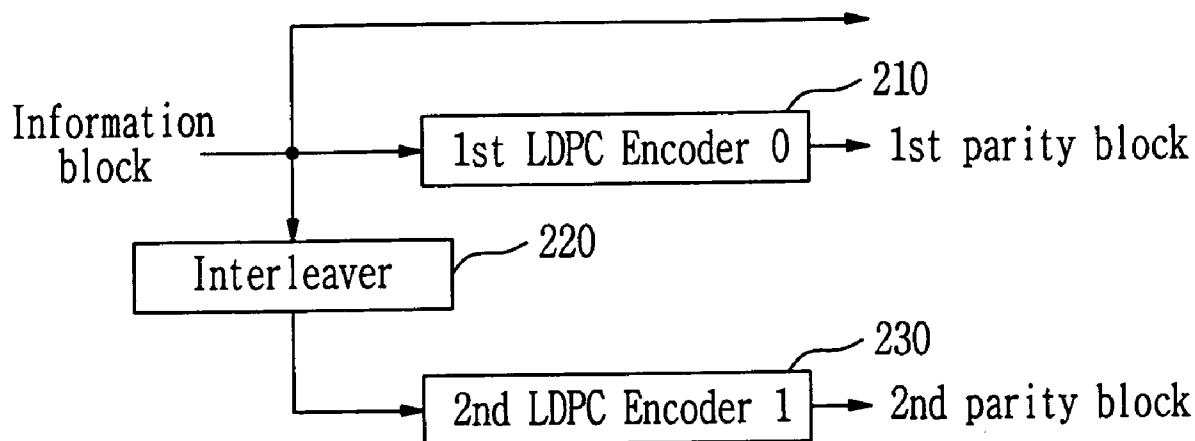 210
Information
block
1st LDPC Encoder 0
1st parity block
220
Interleaver
230
2nd LDPC Encoder 1
2nd parity block